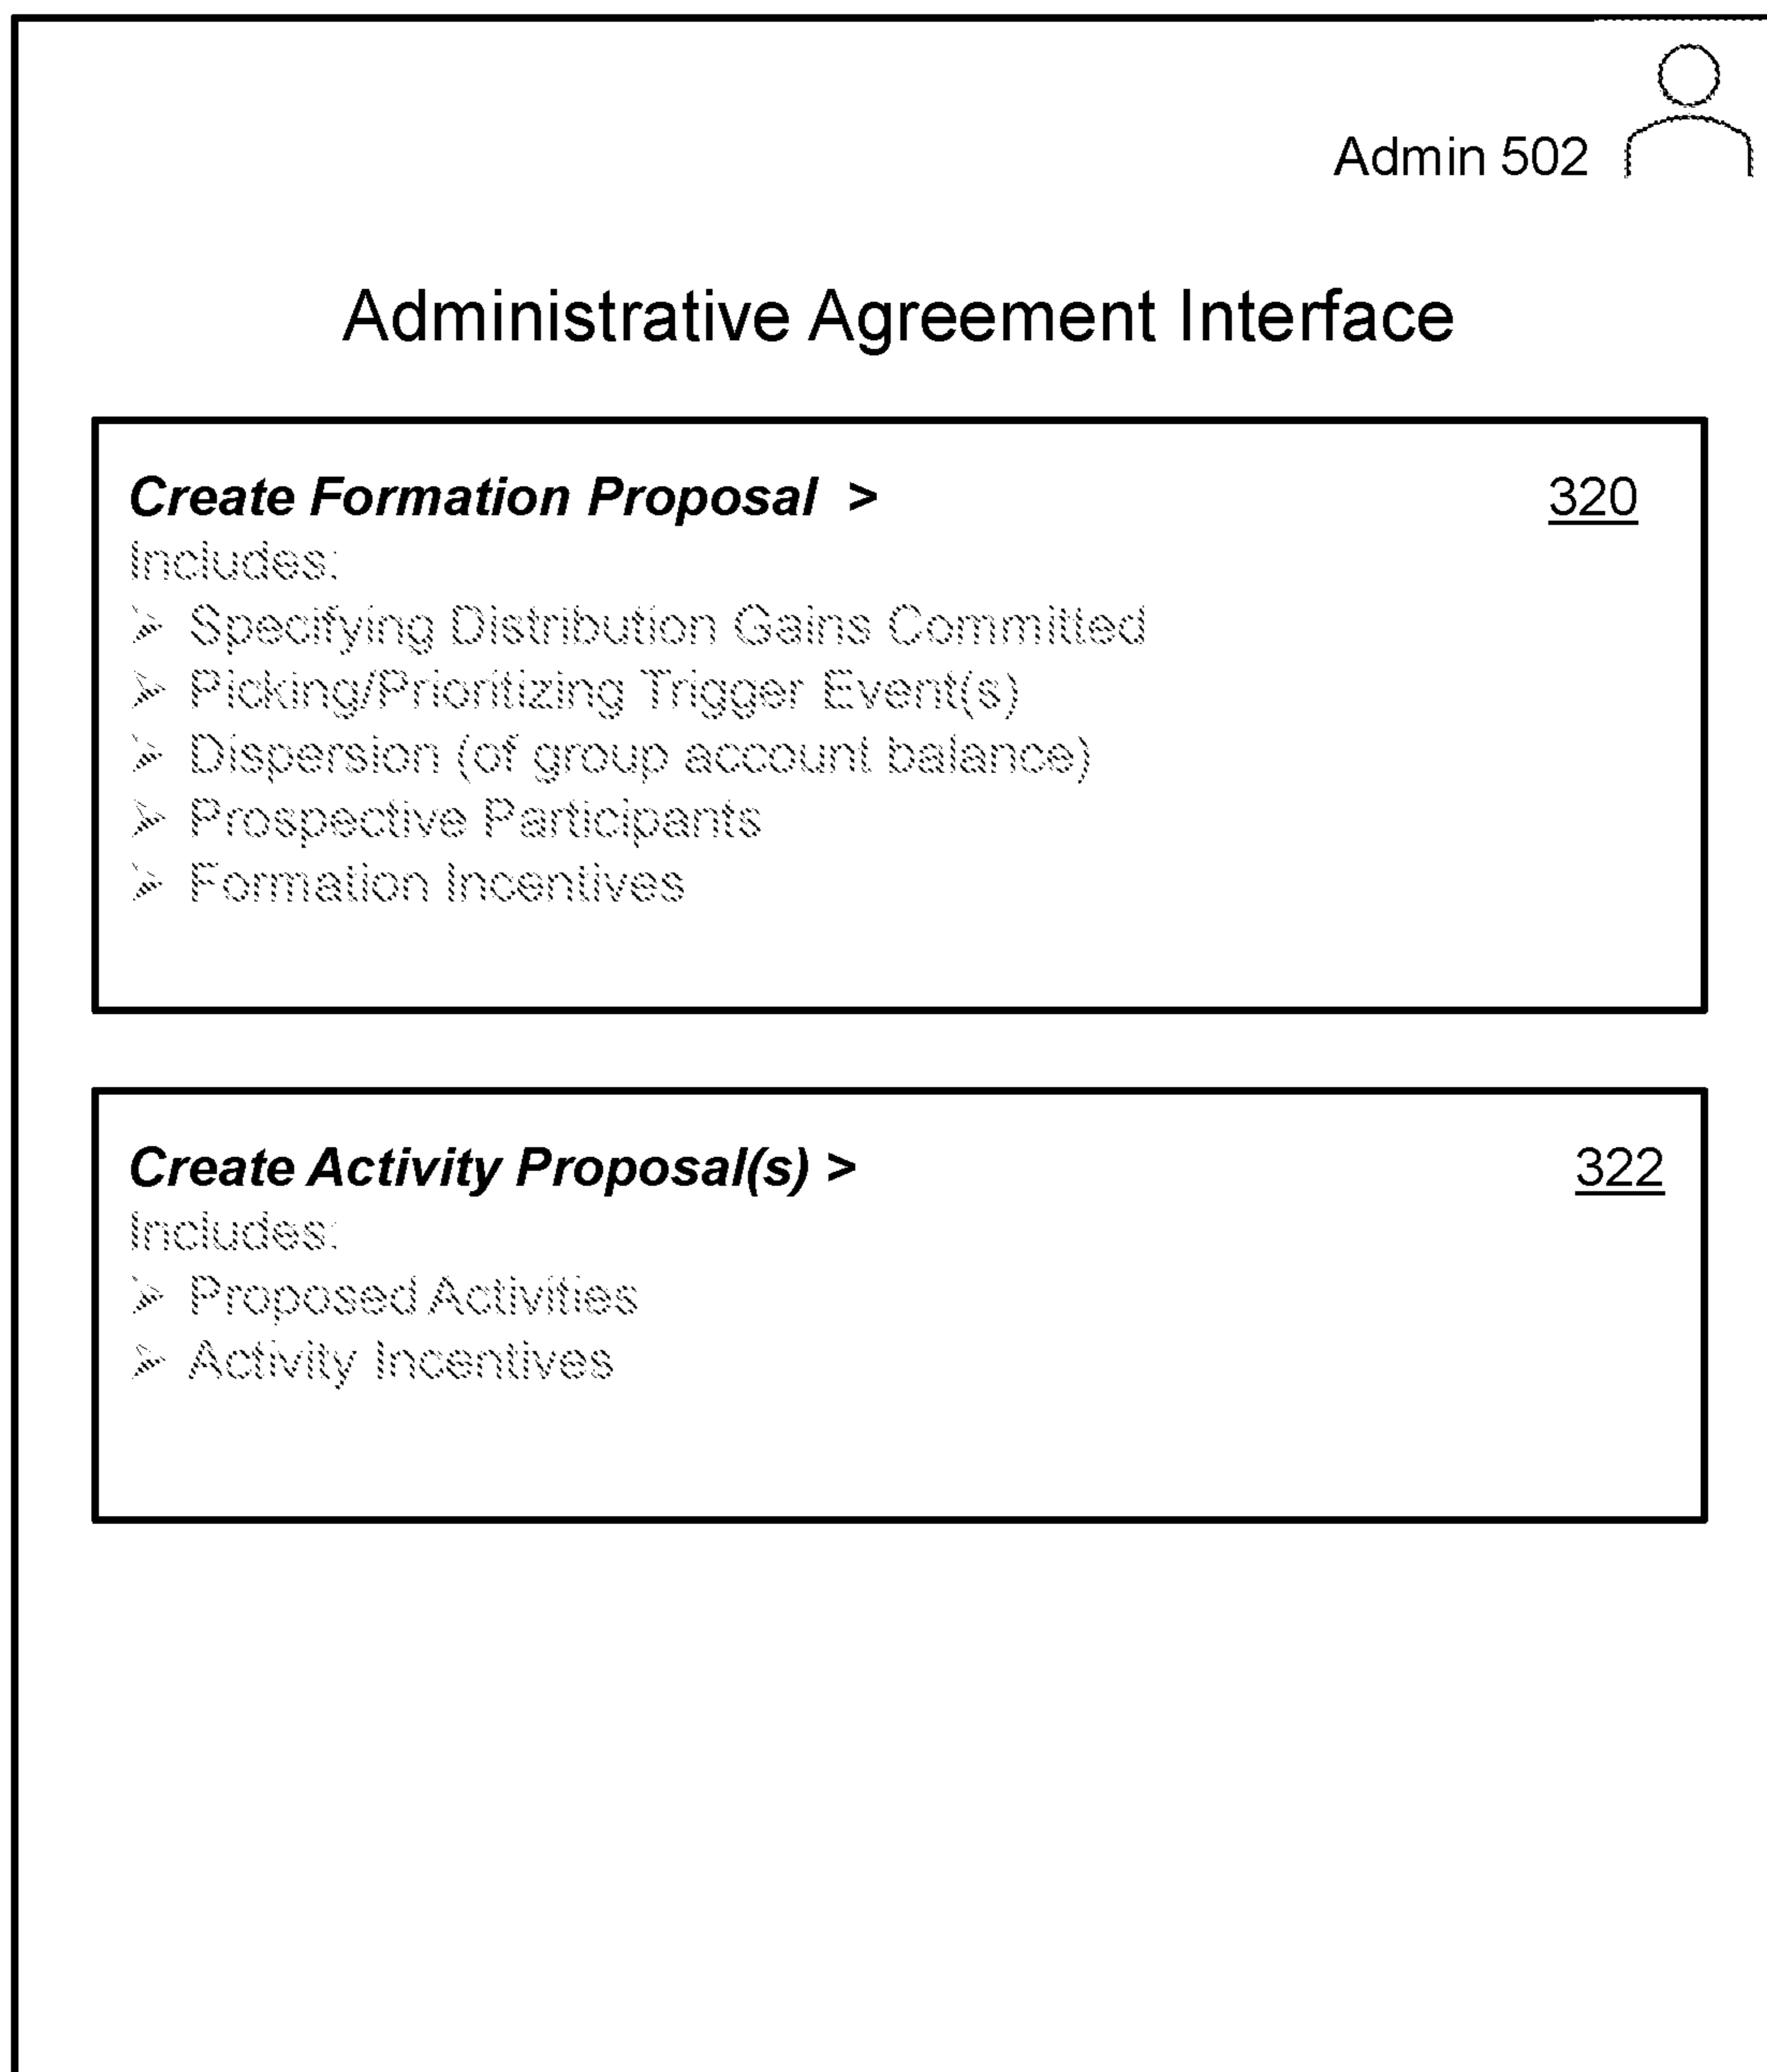 Admin 502
Administrative Agreement Interface
Create Formation Proposal > 320
Includes:
➢ Specifying Distribution Gains Committed
➢ Picking/Prioritizing Trigger Event(s)
➢ Dispersion (of group account balance)
➢ Prospective Participants
➢ Formation Incentives
Create Activity Proposal(s) > 322
Includes:
➢ Proposed Activities
➢ Activity Incentives